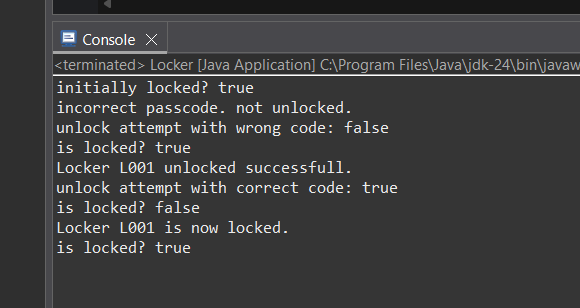 Console
<terminated> Locker [Java Application] C:\Program Files\Java\jdk-24\bin\javaw
initially locked? true
incorrect passcode. not unlocked.
unlock attempt with wrong code: false
is locked? true
Locker L001 unlocked successfull.
unlock attempt with correct code: true
is locked? false
Locker L001 is now locked.
is locked? true